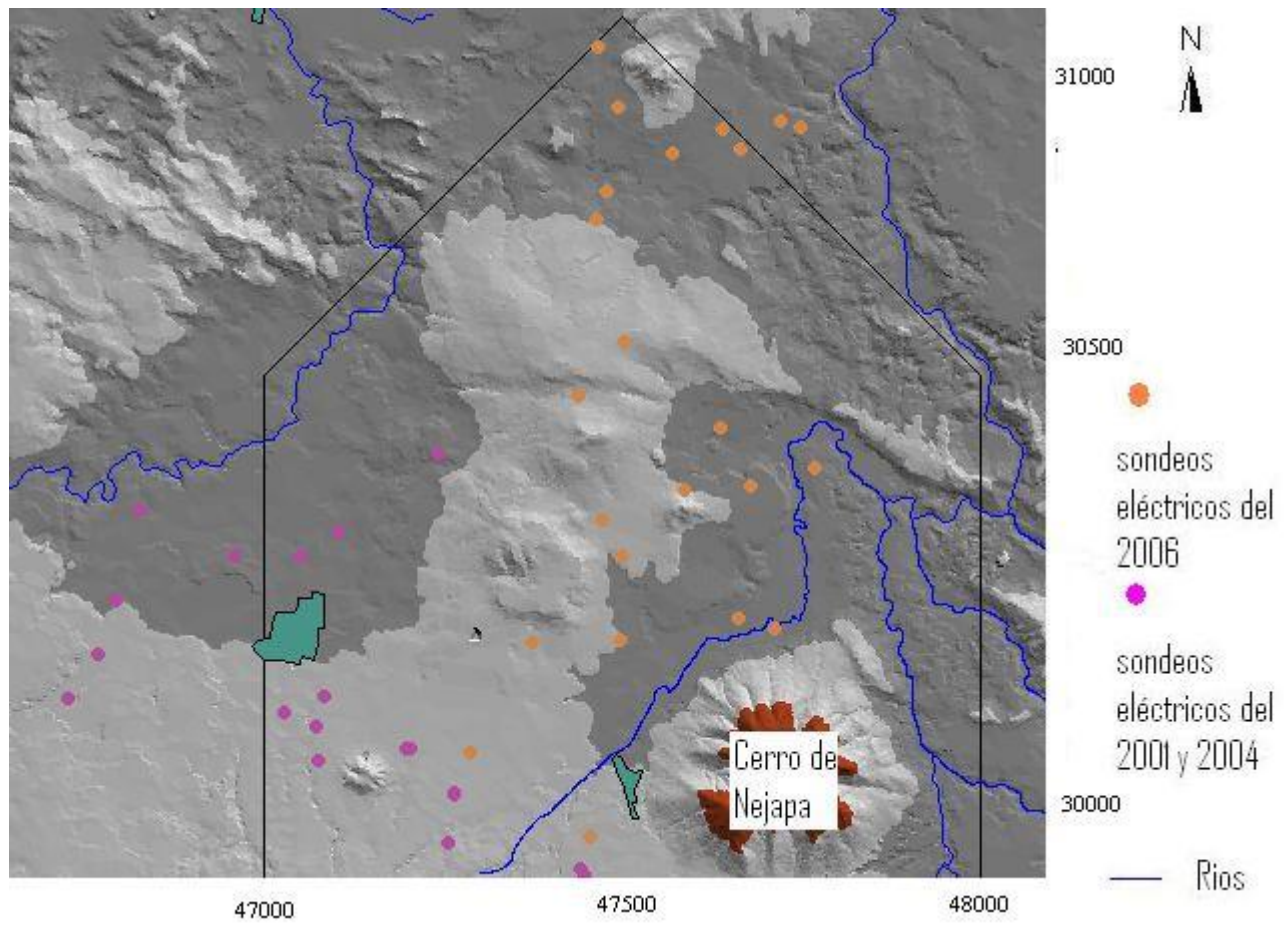 N
31000
30500
sondeos
eléctricos del
2006
sondeos
eléctricos del
2001 y 2004
Cerro de
Nejapa
30000
Rios
47000
47500
48000